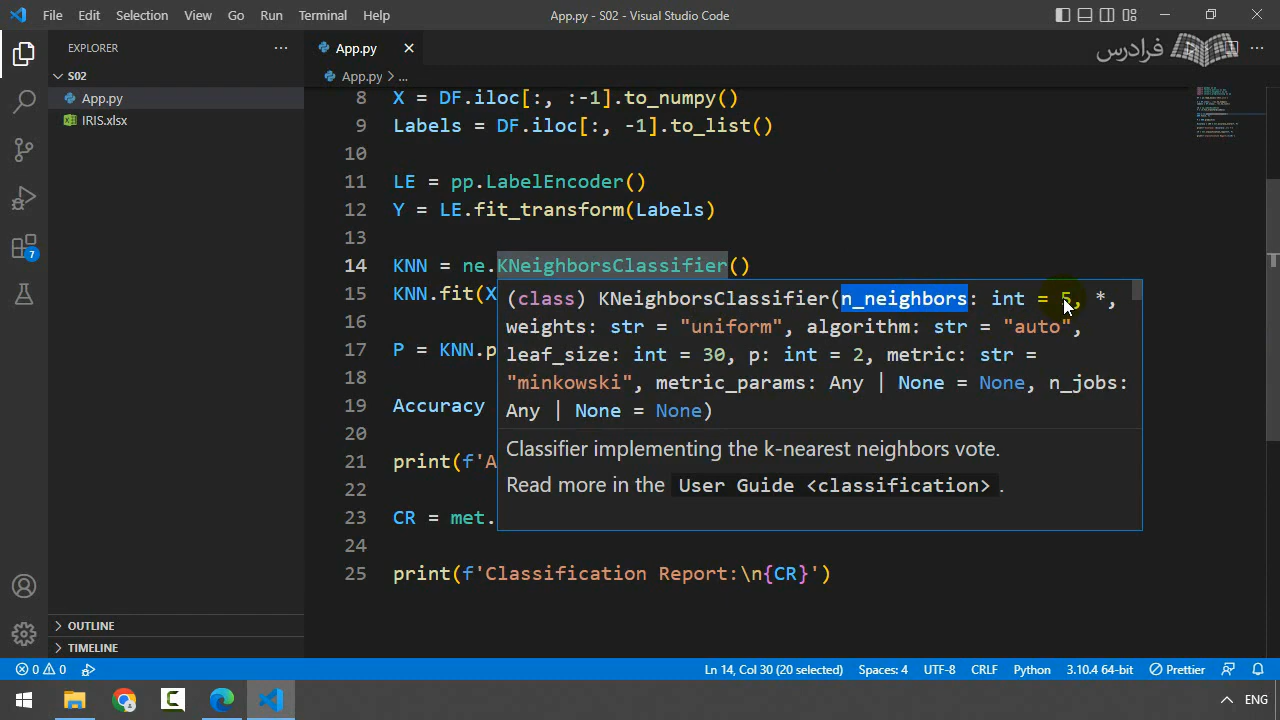 File Edit Selection View Go Run Terminal Help
App.py - S02 - Visual Studio Code
EXPLORER
App.py
فرادرس
S02
App.py > ...
App.py
IRIS.xlsx
8 X = DF.iloc[:, :-1].to_numpy()
9 Labels = DF.iloc[:, -1].to_list()
10
11 LE = pp.LabelEncoder()
12 Y = LE.fit_transform(Labels)
13
14 KNN = ne.KNeighborsClassifier()
15 KNN.fit(X
(class) KNeighborsClassifier(n_neighbors: int = 5, *,
weights: str = "uniform", algorithm: str = "auto",
leaf_size: int = 30, p: int = 2, metric: str =
"minkowski", metric_params: Any | None = None, n_jobs:
Any | None = None)
Classifier implementing the k-nearest neighbors vote.
Read more in the User Guide <classification> .
16
17 P = KNN.p
18
19 Accuracy
20
21 print(f'A
22
23 CR = met.
24
25 print(f'Classification Report:\n{CR}')
7
OUTLINE
TIMELINE
0 0
Ln 14, Col 30 (20 selected) Spaces: 4 UTF-8 CRLF Python 3.10.4 64-bit Prettier
ENG